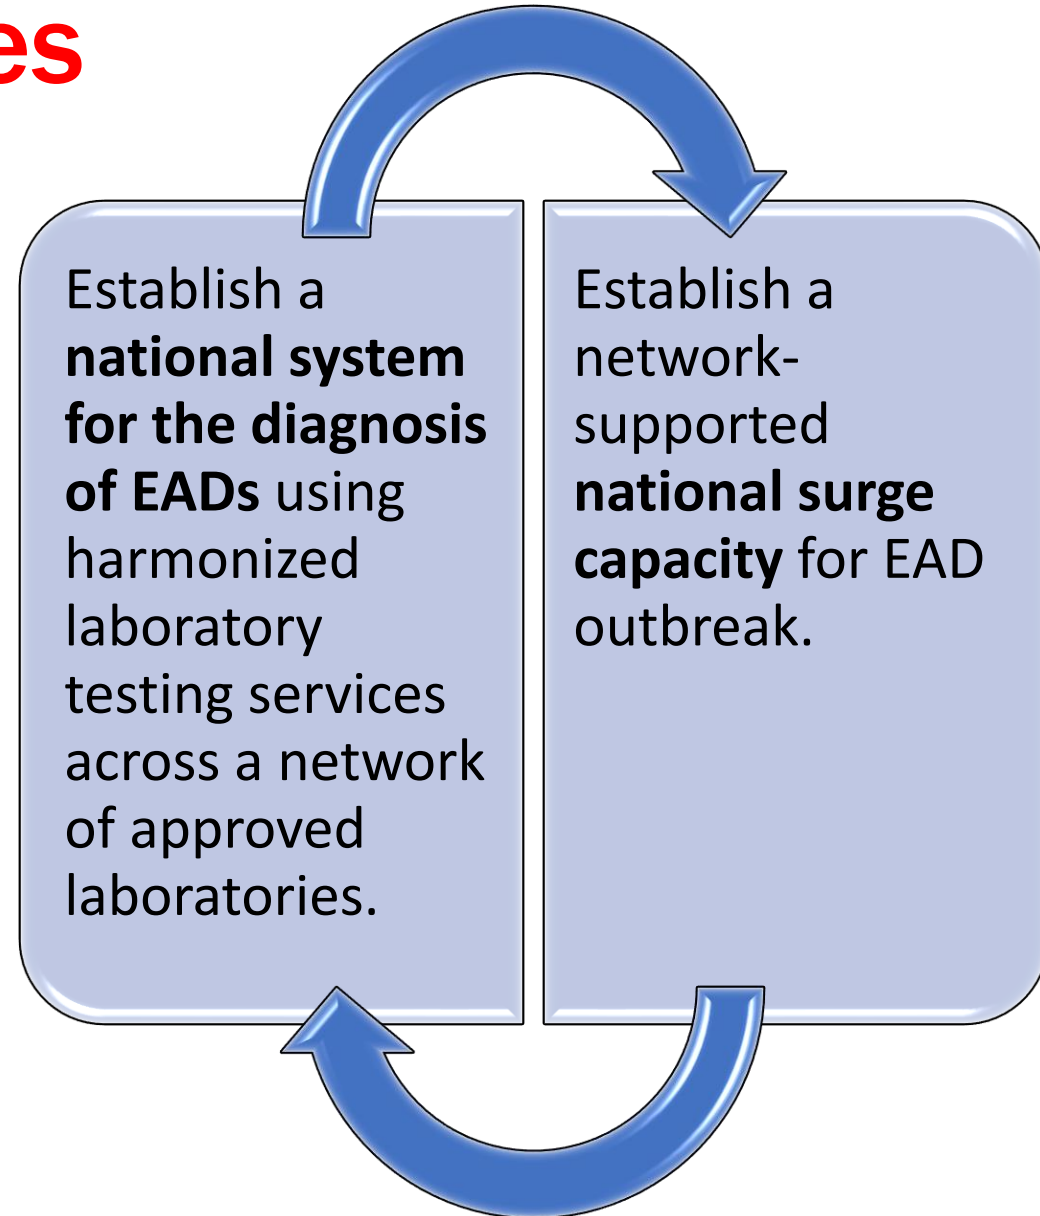 es
Establish a
national system
for the diagnosis
of EADs using
harmonized
laboratory
testing services
across a network
of approved
laboratories.
Establish a
network-
supported
national surge
capacity for EAD
outbreak.